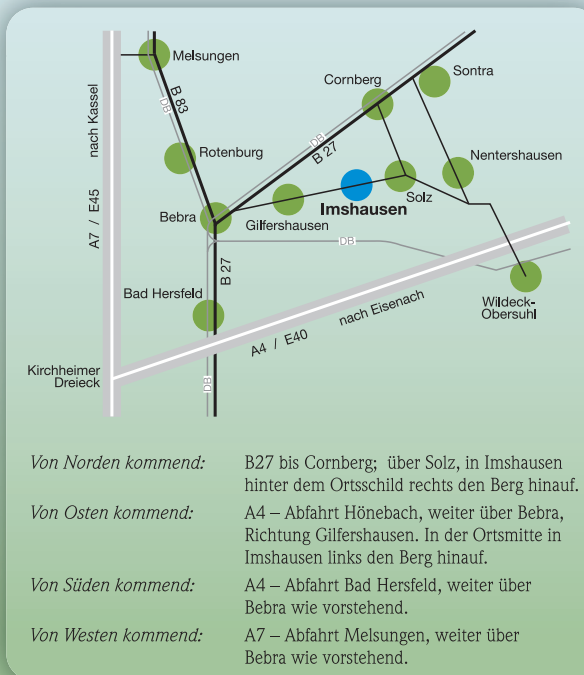 Melsungen
Cornberg
Sontra
nach Kassel
B 83
DB
DB
B 27
Rotenburg
Nentershausen
A7 / E45
Bebra
Gilfershausen
Imshausen
Solz
DB
B 27
Bad Hersfeld
nach Eisenach
Wildeck-
Obersuhl
A4 / E40
Kirchheimer
Dreieck
DB
Von Norden kommend: B27 bis Cornberg; über Solz, in Imshausen
hinter dem Ortsschild rechts den Berg hinauf.
Von Osten kommend: A4 – Abfahrt Hönebach, weiter über Bebra,
Richtung Gilfershausen. In der Ortsmitte in
Imshausen links den Berg hinauf.
Von Süden kommend: A4 – Abfahrt Bad Hersfeld, weiter über
Bebra wie vorstehend.
Von Westen kommend: A7 – Abfahrt Melsungen, weiter über
Bebra wie vorstehend.